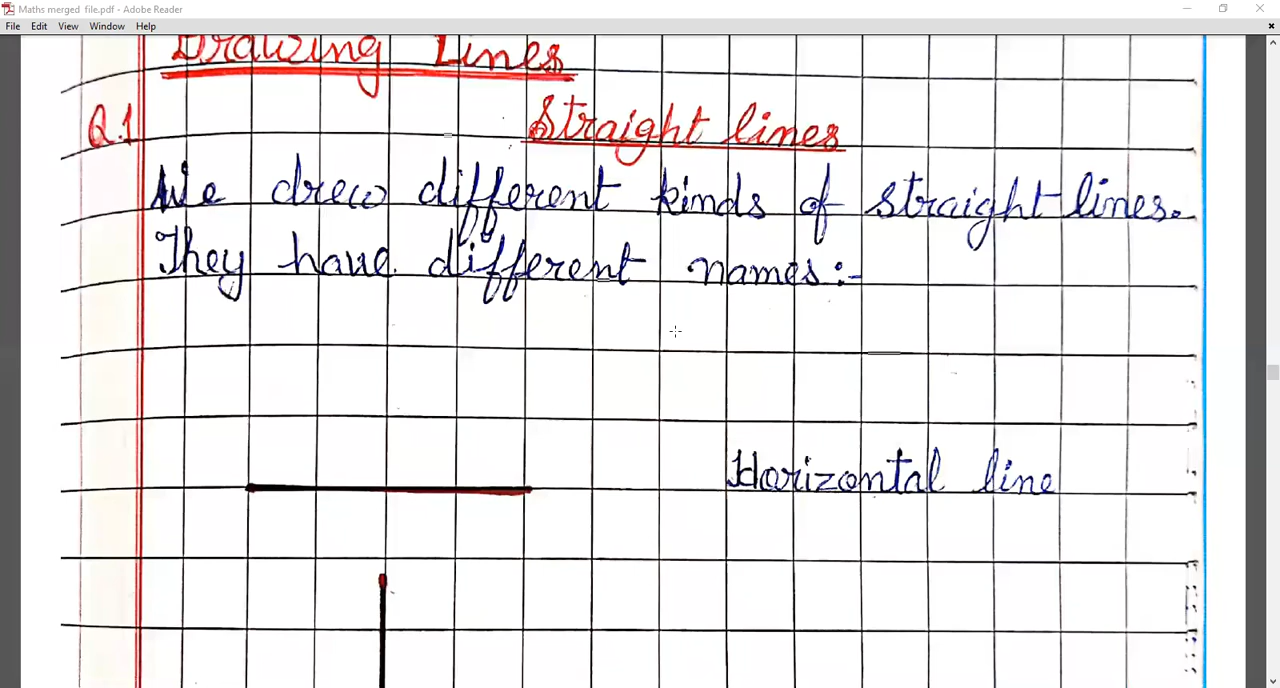 Maths merged file.pdf - Adobe Reader
File Edit View Window Help
Drawing Lines
Q.1 Straight lines
We drew different kinds of straight lines.
They have different names:-
Horizontal line